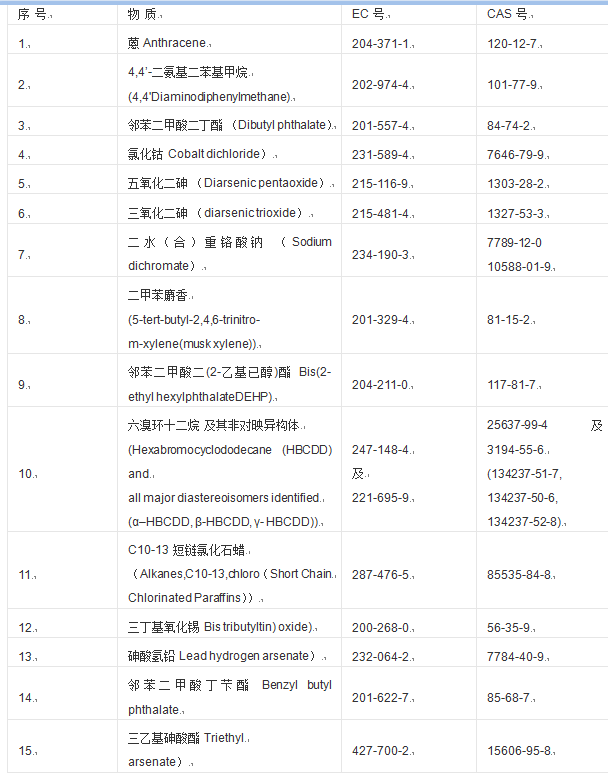 序 号 物 质 EC 号 CAS 号
1. 蒽 Anthracene 204-371-1 120-12-7
4,4'-二氨基二苯基甲烷
2. 202-974-4 101-77-9
(4,4'Diaminodiphenylmethane)
3. 邻苯二甲酸二丁酯 （Dibutyl phthalate） 201-557-4 84-74-2
4. 氯化钴 Cobalt dichloride） 231-589-4 7646-79-9
5. 五氧化二砷 （Diarsenic pentaoxide） 215-116-9 1303-28-2
6. 三氧化二砷 （diarsenic trioxide） 215-481-4 1327-53-3
二 水（ 合 ）重 铬 酸 钠 （ Sodium 7789-12-0
7. 234-190-3
dichromate） 10588-01-9
二甲苯麝香
8. (5-tert-butyl-2,4,6-trinitro- 201-329-4 81-15-2
m-xylene(musk xylene))
邻苯二甲酸二(2-乙基已醇)酯 Bis(2-
9. 204-211-0 117-81-7
ethyl hexylphthalateDEHP)
六溴环十二烷 及其非对映异构体 25637-99-4 及
(Hexabromocyclododecane (HBCDD) 247-148-4 3194-55-6
10. and 及 (134237-51-7,
all major diastereoisomers identified 221-695-9 134237-50-6,
(α–HBCDD, β-HBCDD, γ- HBCDD)) 134237-52-8)
C10-13 短链氯化石蜡
11. （Alkanes,C10-13,chloro（Short Chain 287-476-5 85535-84-8
Chlorinated Paraffins））
12. 三丁基氧化锡 Bis tributyltin) oxide) 200-268-0 56-35-9
13. 砷酸氢铅 Lead hydrogen arsenate） 232-064-2 7784-40-9
邻 苯 二 甲 酸 丁 苄 酯 Benzyl butyl
14. 201-622-7 85-68-7
phthalate
三乙基砷酸酯 Triethyl
15. 427-700-2 15606-95-8
arsenate）